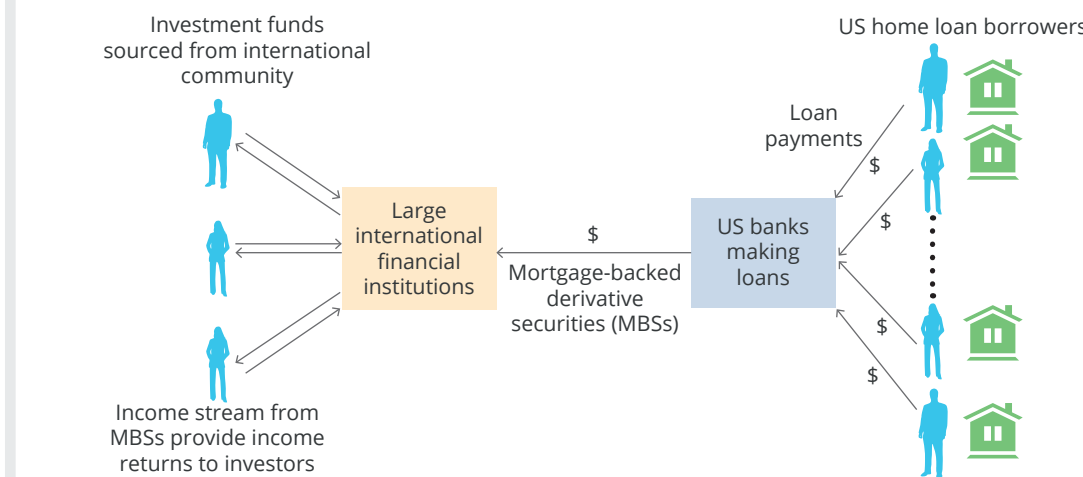 Investment funds
sourced from international
community
US home loan borrowers
Loan
payments
$
$
Large
international
financial
institutions
$
Mortgage-backed
derivative
securities (MBSs)
US banks
making
loans
$
$
Income stream from
MBSs provide income
returns to investors